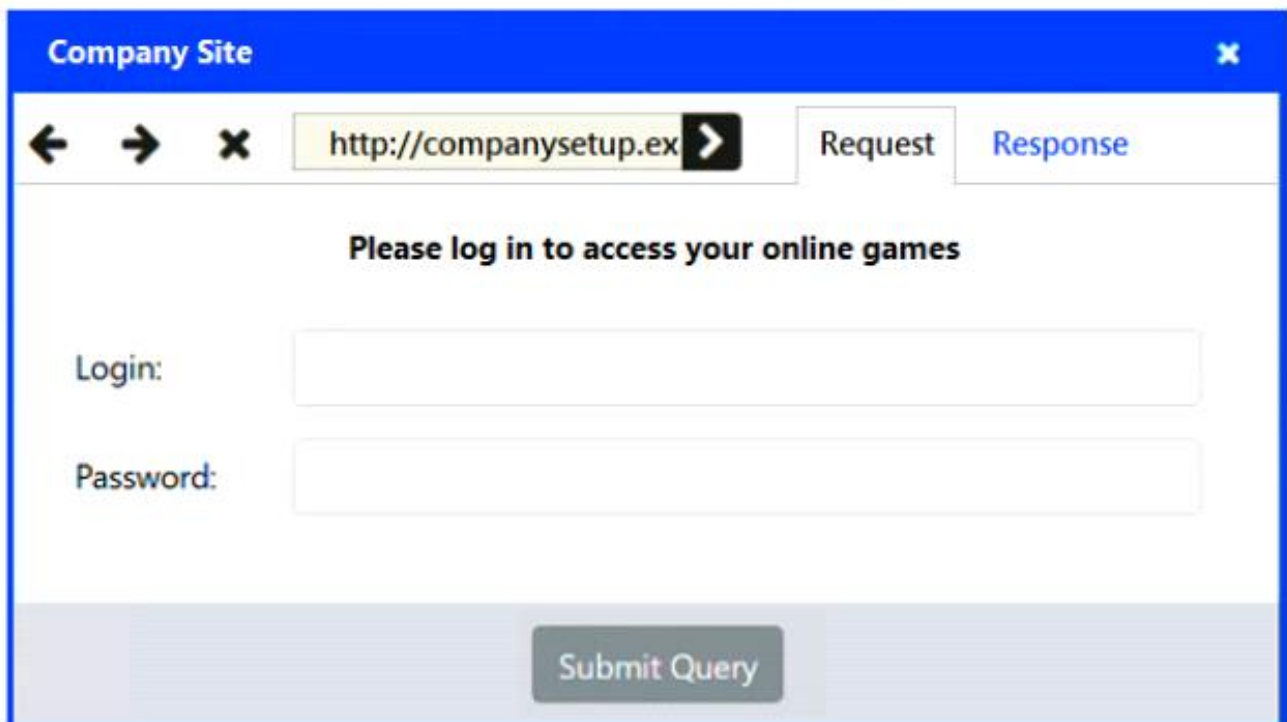 Company Site
http://companysetup.ex Request Response
Please log in to access your online games
Login:
Password:
Submit Query